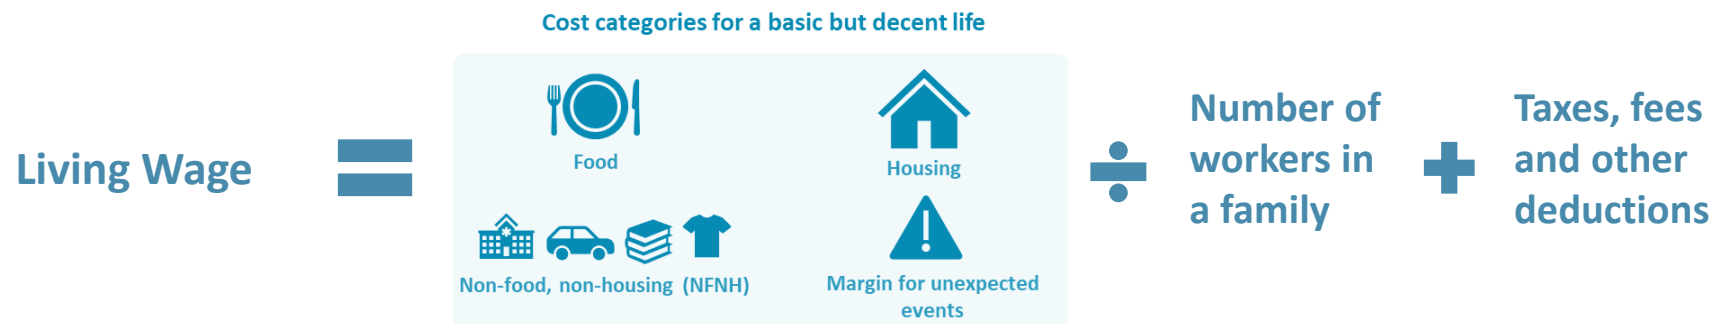 Cost categories for a basic but decent life
Living Wage
=
Food
Housing
Non-food, non-housing (NFNH)
Margin for unexpected
events
÷
Number of
workers in
a family
+
Taxes, fees
and other
deductions